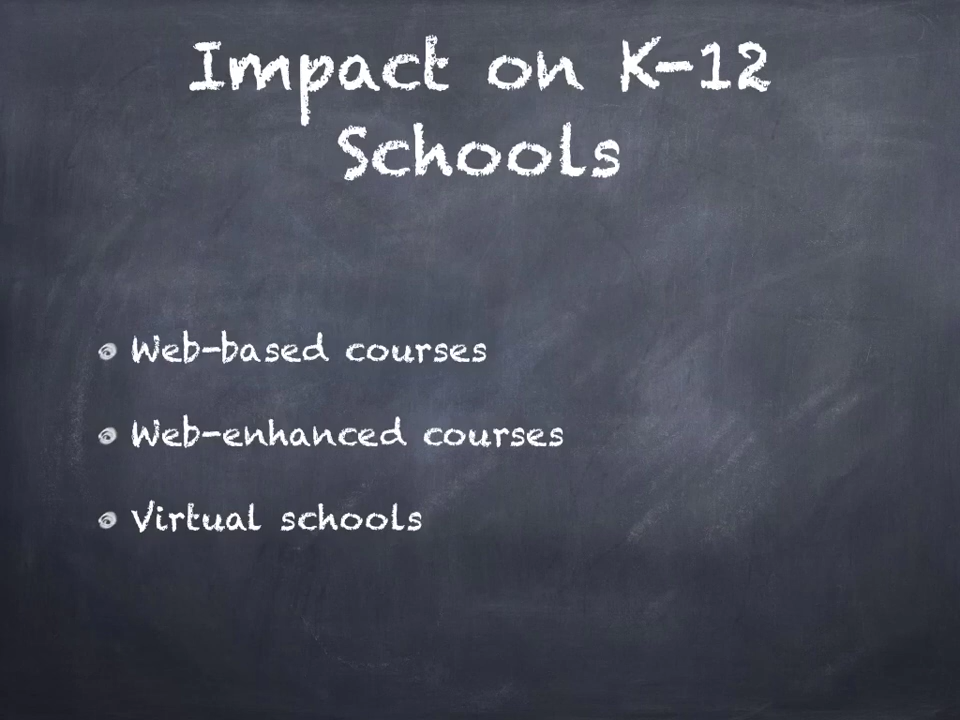 Impact on K-12
Schools
Web-based courses
Web-enhanced courses
Virtual schools